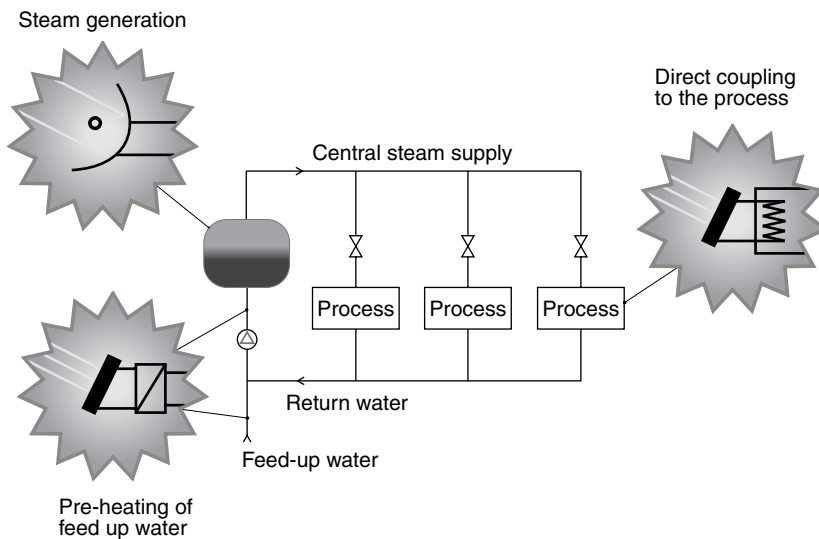 Steam generation
Direct coupling
to the process
Central steam supply
Process
Process
Process
Return water
Feed-up water
Pre-heating of
feed up water